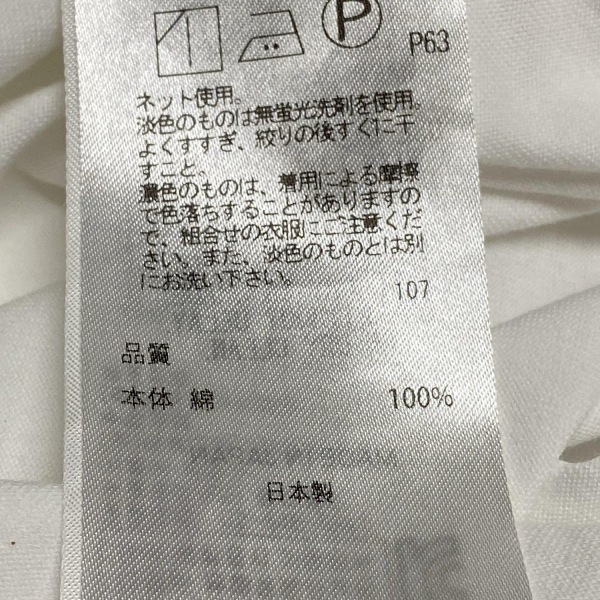 P
P63
ネット使用。
淡色のものは無蛍光洗剤を使用。
よくすすぎ、絞りの後すぐに干
すこと。
濃色のものは、着用による摩擦
で色落ちすることがありますの
で、組合せの衣服にご注意くだ
さい。また、淡色のものとは別
にお洗い下さい。
107
品質
本体 綿 100%
日本製